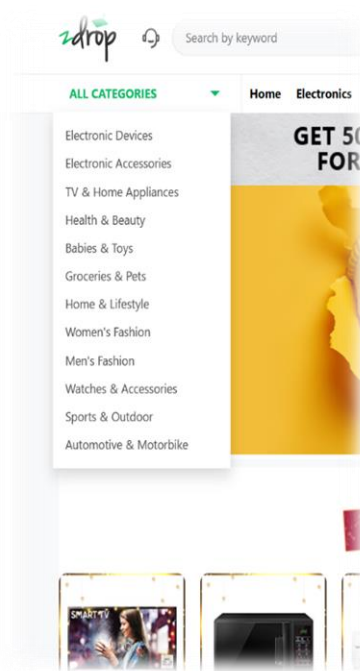 zdrop
Search by keyword
ALL CATEGORIES
Home Electronics
GET 50
FOR
Electronic Devices
Electronic Accessories
TV & Home Appliances
Health & Beauty
Babies & Toys
Groceries & Pets
Home & Lifestyle
Women's Fashion
Men's Fashion
Watches & Accessories
Sports & Outdoor
Automotive & Motorbike
SMART TV